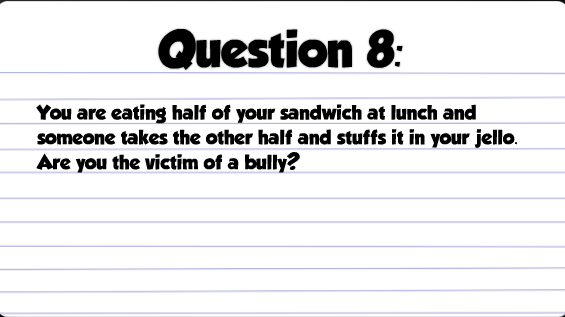 Question 8:
You are eating half of your sandwich at lunch and
someone takes the other half and stuffs it in your jello.
Are you the victim of a bully?